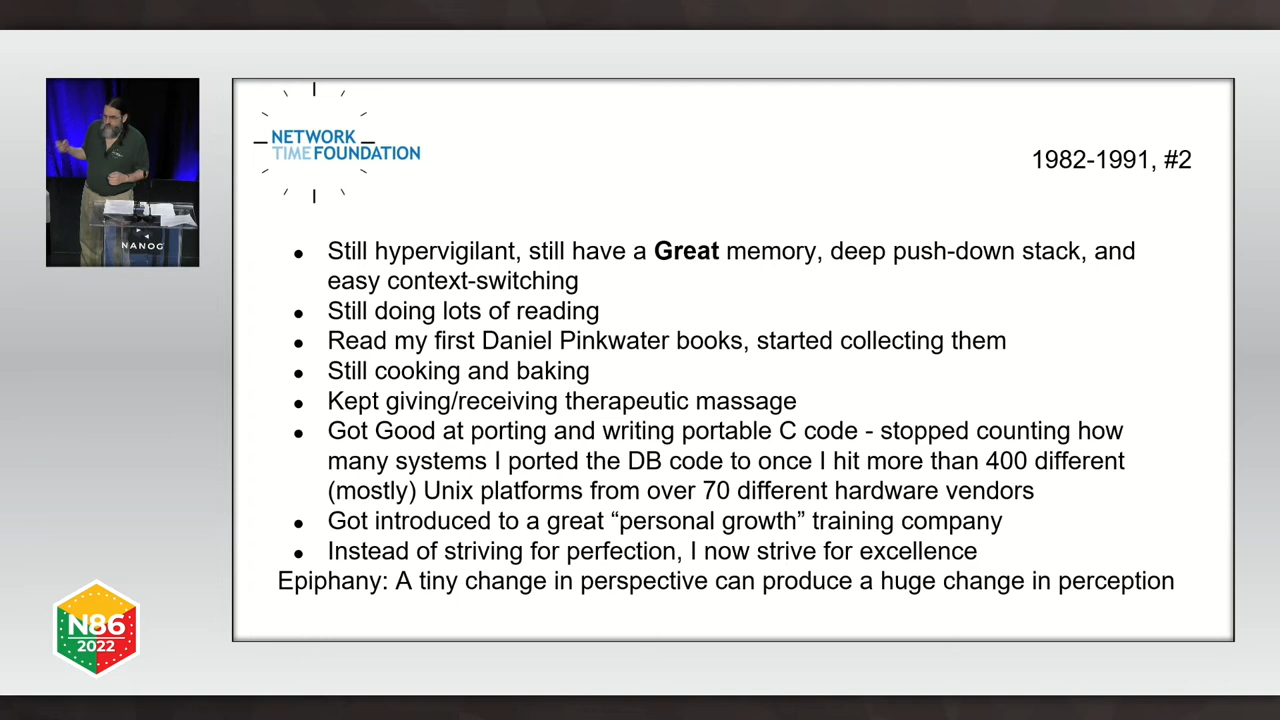 NETWORK
TIME FOUNDATION
1982-1991, #2
● Still hypervigilant, still have a Great memory, deep push-down stack, and
easy context-switching
● Still doing lots of reading
● Read my first Daniel Pinkwater books, started collecting them
● Still cooking and baking
● Kept giving/receiving therapeutic massage
● Got Good at porting and writing portable C code - stopped counting how
many systems I ported the DB code to once I hit more than 400 different
(mostly) Unix platforms from over 70 different hardware vendors
● Got introduced to a great “personal growth” training company
● Instead of striving for perfection, I now strive for excellence
Epiphany: A tiny change in perspective can produce a huge change in perception
NANOG
N86
2022